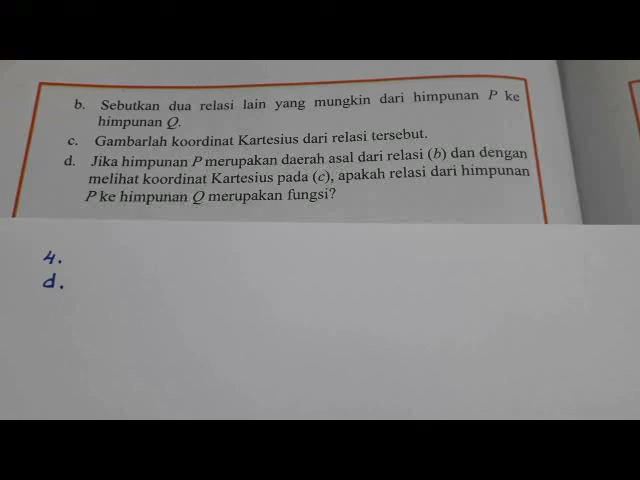 b. Sebutkan dua relasi lain yang mungkin dari himpunan P ke
himpunan Q.
c. Gambarlah koordinat Kartesius dari relasi tersebut.
d. Jika himpunan P merupakan daerah asal dari relasi (b) dan dengan
melihat koordinat Kartesius pada (c), apakah relasi dari himpunan
P ke himpunan Q merupakan fungsi?
4.
d.